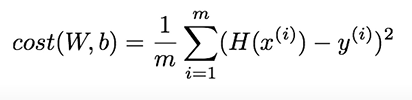 cost(W, b) = \frac{1}{m} \sum_{i=1}^{m} (H(x^{(i)}) - y^{(i)})^2